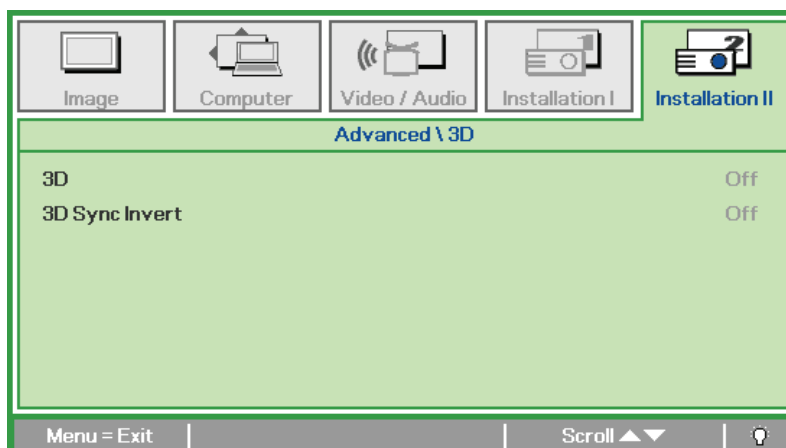 Image Computer Video / Audio Installation I Installation II
Advanced \ 3D
3D Off
3D Sync Invert Off
Menu = Exit Scroll ▲▼